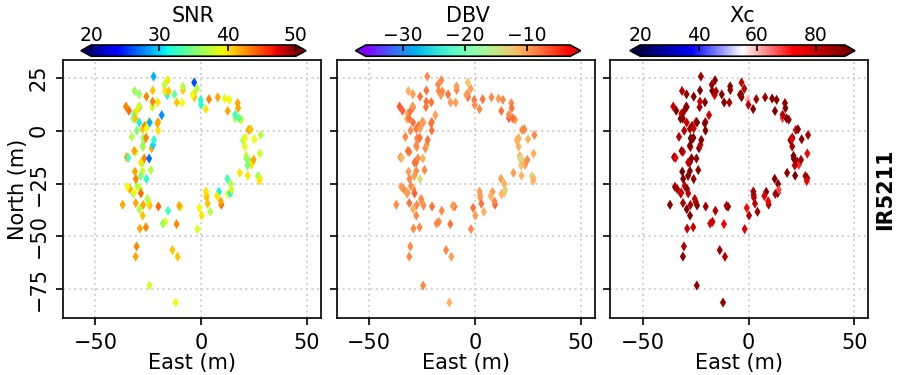 SNR DBV Xc
20 30 40 50 −30 −20 −10 20 40 60 80
25
0
−25
−50
−75
North (m)
−50 0 50 −50 0 50 −50 0 50
East (m) East (m) East (m)
IR5211